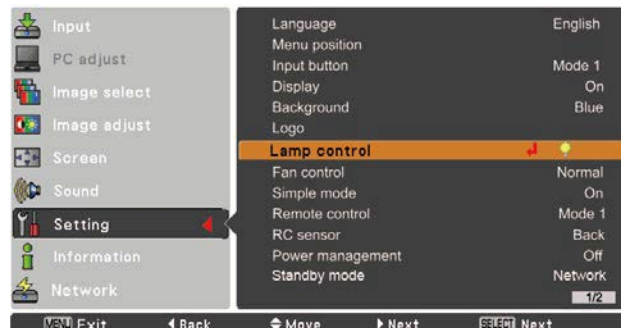 Input
PC adjust
Image select
Image adjust
Screen
Sound
Setting
Information
Network
Language English
Menu position
Input button Mode 1
Display On
Background Blue
Logo
Lamp control
Fan control Normal
Simple mode On
Remote control Mode 1
RC sensor Back
Power management Off
Standby mode Network
1/2
MENU Exit Back Move Next SELECT Next